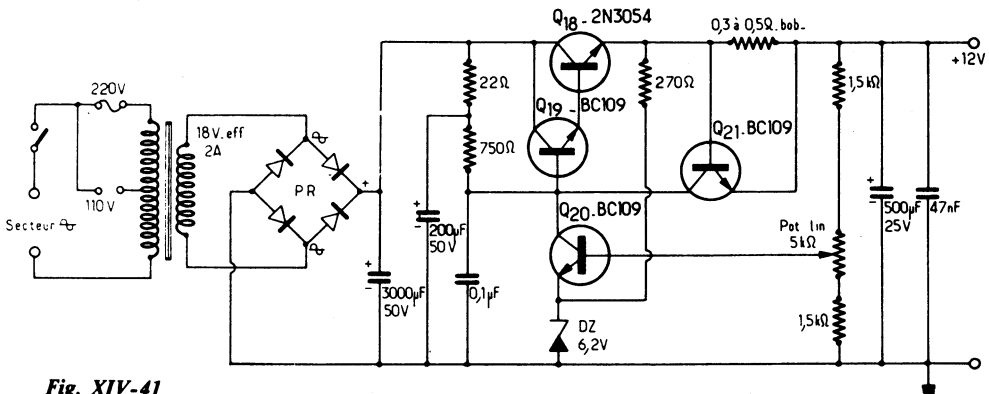 Q18 - 2N3054
0,3 à 0,5Ω. bob.
+12V
220V
22Ω
270Ω
1,5kΩ
Q19 - BC109
18V. eff
2A
Q21. BC109
750Ω
PR
+
110V
Secteur
Q20. BC109
Pot lin
5kΩ
+
-
500µF
25V
47nF
+
-
200µF
50V
+
-
3000µF
50V
0,1µF
1,5kΩ
DZ
6,2V
Fig. XIV-41